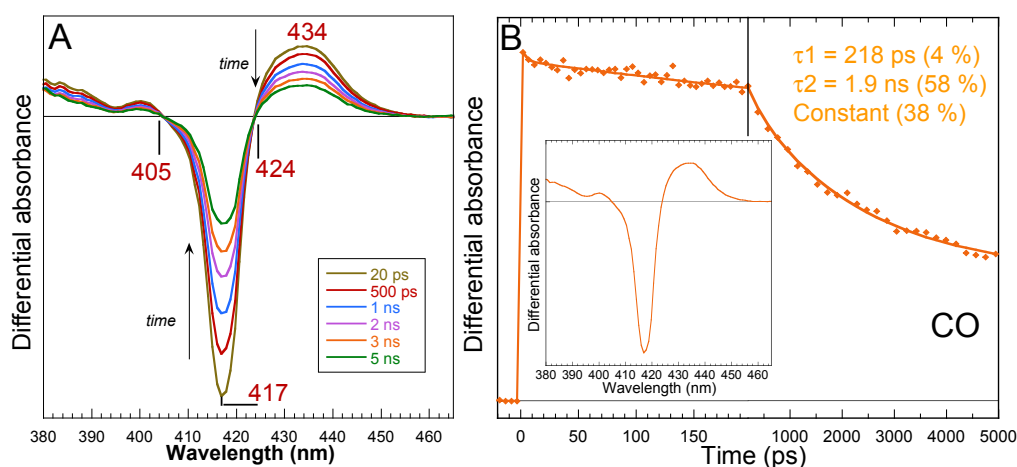 A
434
time
405
424
time
20 ps
500 ps
1 ns
2 ns
3 ns
5 ns
417
380 390 400 410 420 430 440 450 460
Wavelength (nm)
Differential absorbance
B
τ1 = 218 ps (4 %)
τ2 = 1.9 ns (58 %)
Constant (38 %)
Differential absorbance
380 390 400 410 420 430 440 450 460
Wavelength (nm)
CO
Differential absorbance
0 50 100 150 1000 2000 3000 4000 5000
Time (ps)